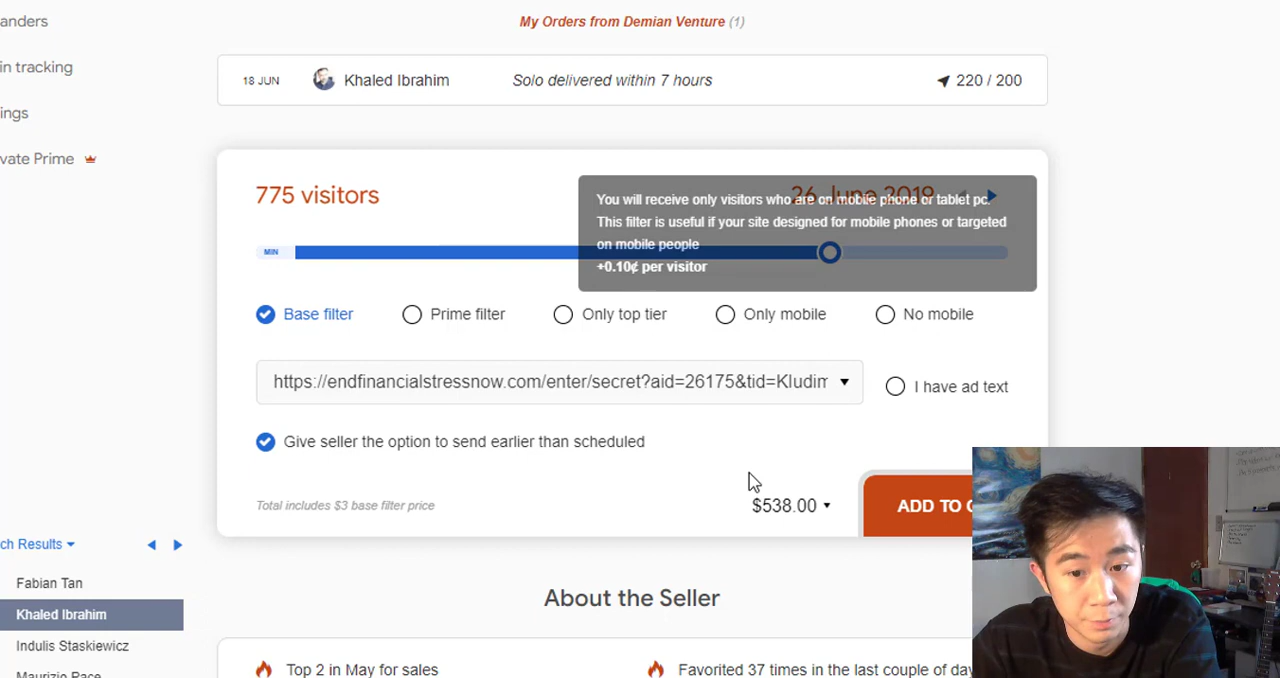 anders
My Orders from Demian Venture (1)
in tracking
18 JUN Khaled Ibrahim Solo delivered within 7 hours 220 / 200
ings
vate Prime
775 visitors 26 June 2019
You will receive only visitors who are on mobile phone or tablet pc.
This filter is useful if your site designed for mobile phones or targeted
on mobile people
+0.10¢ per visitor
MIN
Base filter Prime filter Only top tier Only mobile No mobile
https://endfinancialstressnow.com/enter/secret?aid=26175&tid=Kludim I have ad text
Give seller the option to send earlier than scheduled
Total includes $3 base filter price $538.00 ADD TO C
ch Results
Fabian Tan
About the Seller
Khaled Ibrahim
Indulis Staskiewicz
Top 2 in May for sales Favorited 37 times in the last couple of day
Maurizio Pace